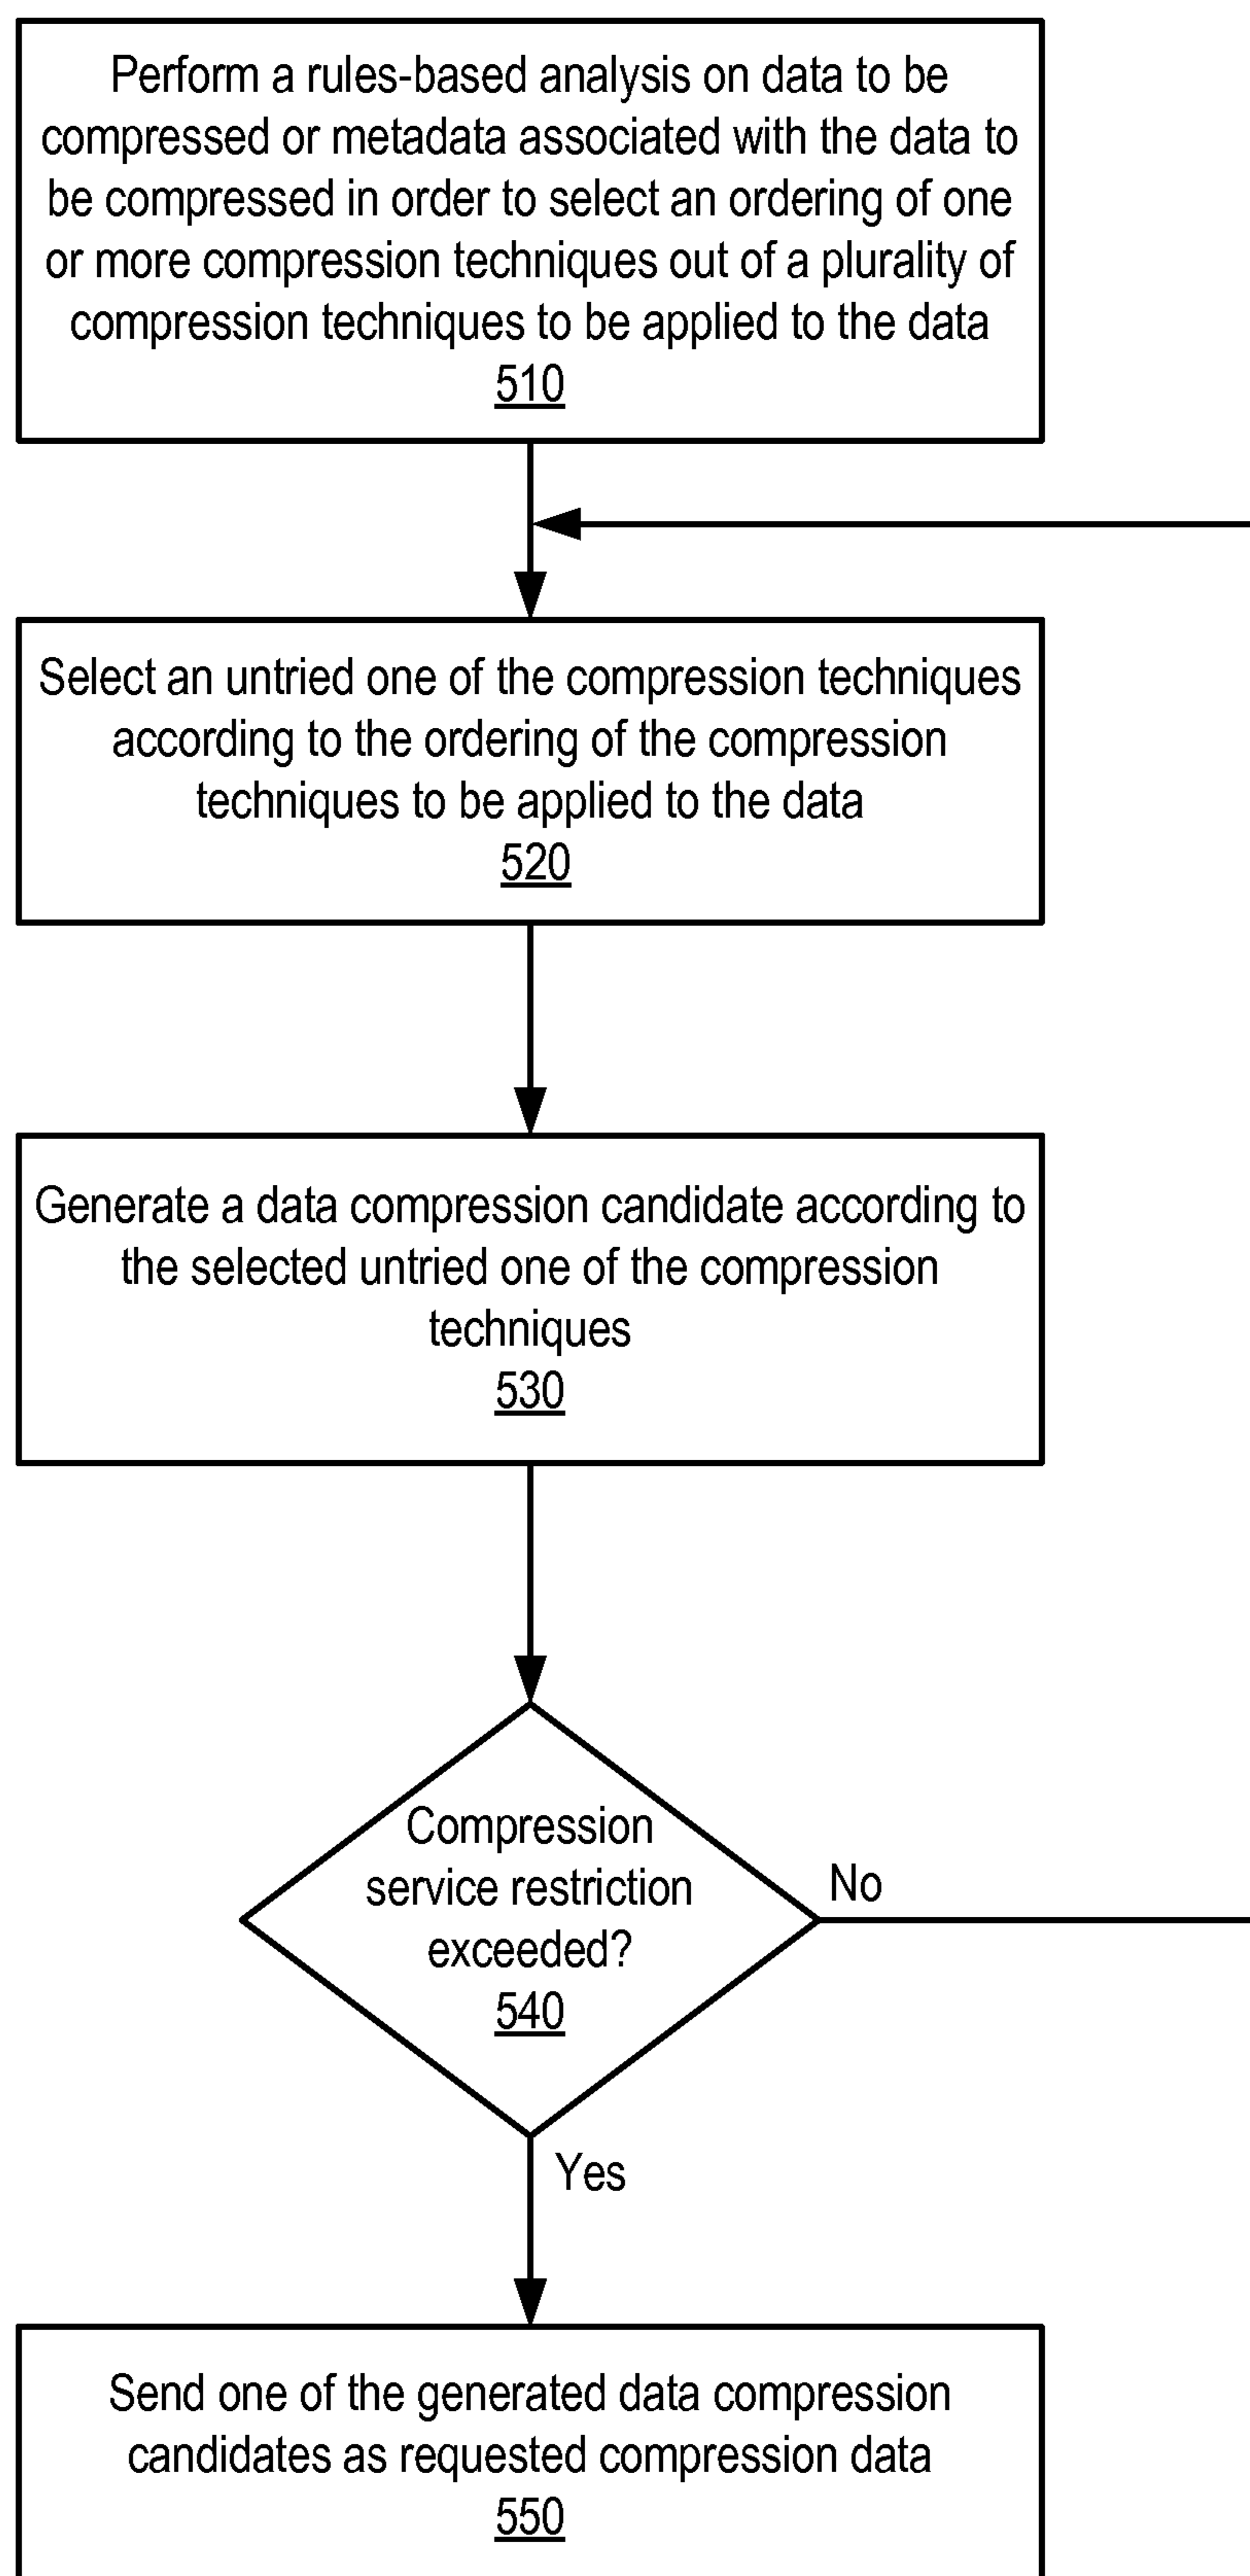 Perform a rules-based analysis on data to be
compressed or metadata associated with the data to
be compressed in order to select an ordering of one
or more compression techniques out of a plurality of
compression techniques to be applied to the data
510
Select an untried one of the compression techniques
according to the ordering of the compression
techniques to be applied to the data
520
Generate a data compression candidate according to
the selected untried one of the compression
techniques
530
Compression
service restriction
exceeded?
540
No
Yes
Send one of the generated data compression
candidates as requested compression data
550